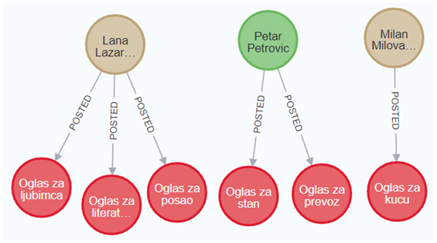 Lana
Lazar...
Petar
Petrovic
Milan
Milova...
POSTED
POSTED
POSTED
POSTED
POSTED
POSTED
Oglas za
ljubimca
Oglas za
literat...
Oglas za
posao
Oglas za
stan
Oglas za
prevoz
Oglas za
kucu